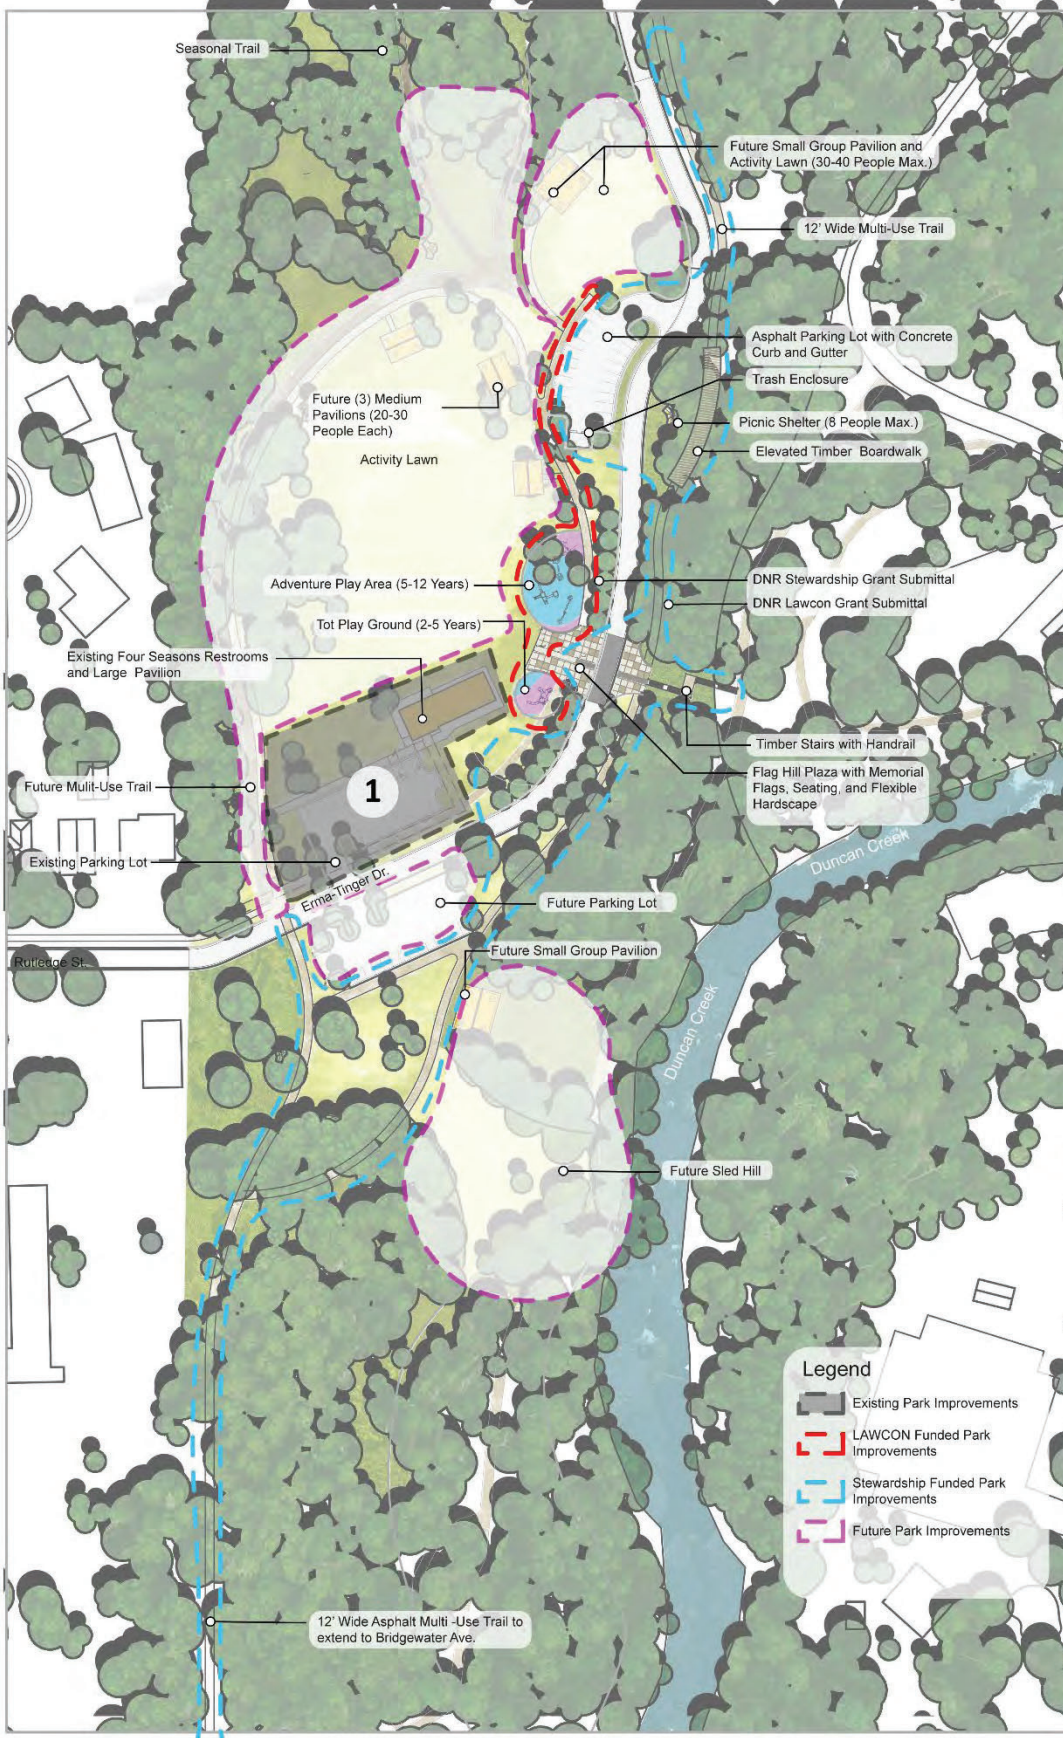 Seasonal Trail
Future Small Group Pavilion and
Activity Lawn (30-40 People Max.)
12' Wide Multi-Use Trail
Asphalt Parking Lot with Concrete
Curb and Gutter
Trash Enclosure
Future (3) Medium
Pavilions (20-30
People Each)
Picnic Shelter (8 People Max.)
Elevated Timber Boardwalk
Activity Lawn
Adventure Play Area (5-12 Years)
DNR Stewardship Grant Submittal
DNR Lawcon Grant Submittal
Tot Play Ground (2-5 Years)
Existing Four Seasons Restrooms
and Large Pavilion
Timber Stairs with Handrail
Flag Hill Plaza with Memorial
Flags, Seating, and Flexible
Hardscape
Future Mulit-Use Trail
1
Duncan Creek
Existing Parking Lot
Erma-Tinger Dr.
Future Parking Lot
Rutledge St.
Future Small Group Pavilion
Duncan Creek
Future Sled Hill
Legend
Existing Park Improvements
LAWCON Funded Park
Improvements
Stewardship Funded Park
Improvements
Future Park Improvements
12' Wide Asphalt Multi -Use Trail to
extend to Bridgewater Ave.